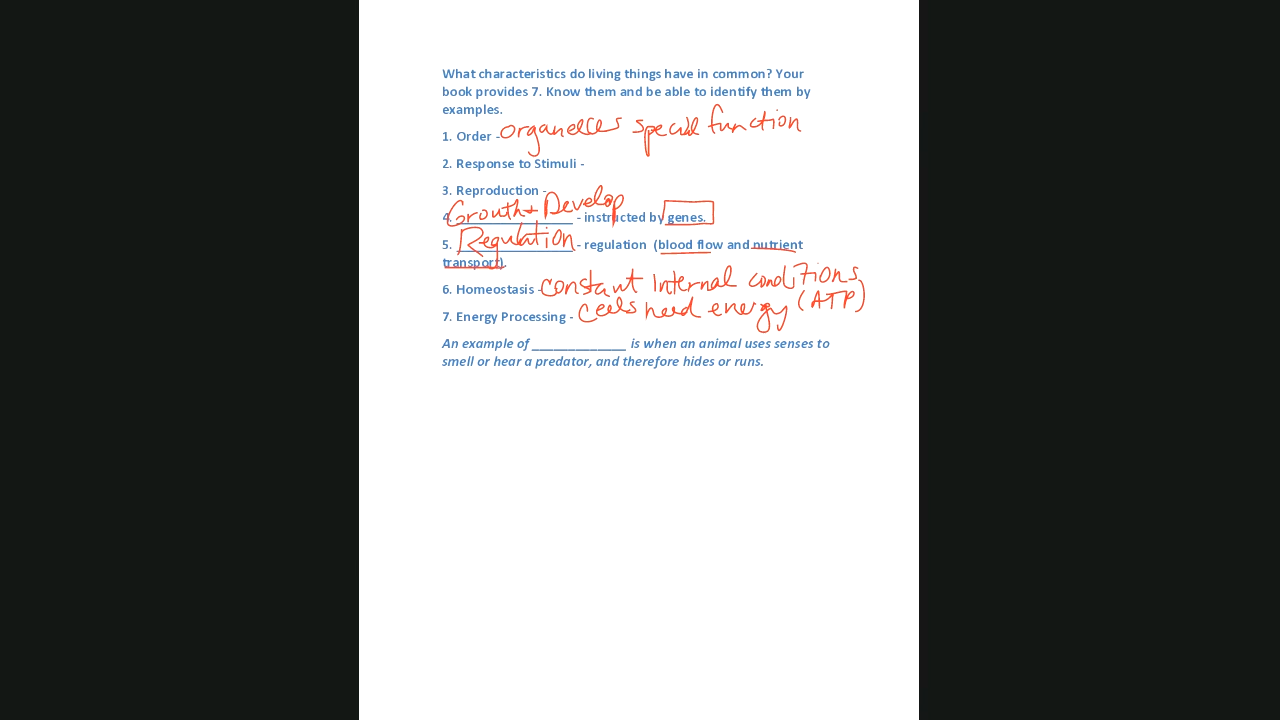 What characteristics do living things have in common? Your
book provides 7. Know them and be able to identify them by
examples.
1. Order - organelles special function
2. Response to Stimuli -
3. Reproduction -
4. Growth + Develop - instructed by genes.
5. Regulation - regulation (blood flow and nutrient
transport).
6. Homeostasis - constant internal conditions
7. Energy Processing - cells need energy (ATP)
An example of _____________ is when an animal uses senses to
smell or hear a predator, and therefore hides or runs.